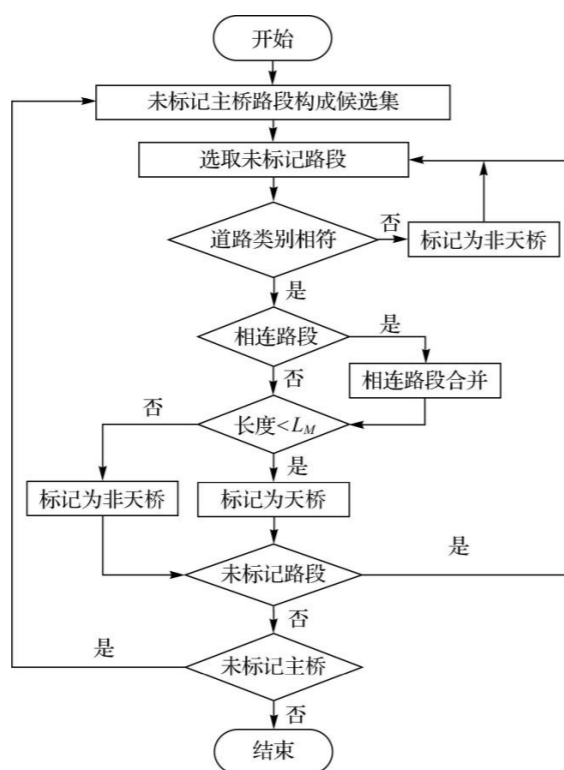 开始
未标记主桥路段构成候选集
选取未标记路段
道路类别相符
否
标记为非天桥
是
相连路段
是
相连路段合并
否
长度<L_M
否
是
标记为非天桥
标记为天桥
未标记路段
是
否
未标记主桥
是
否
结束